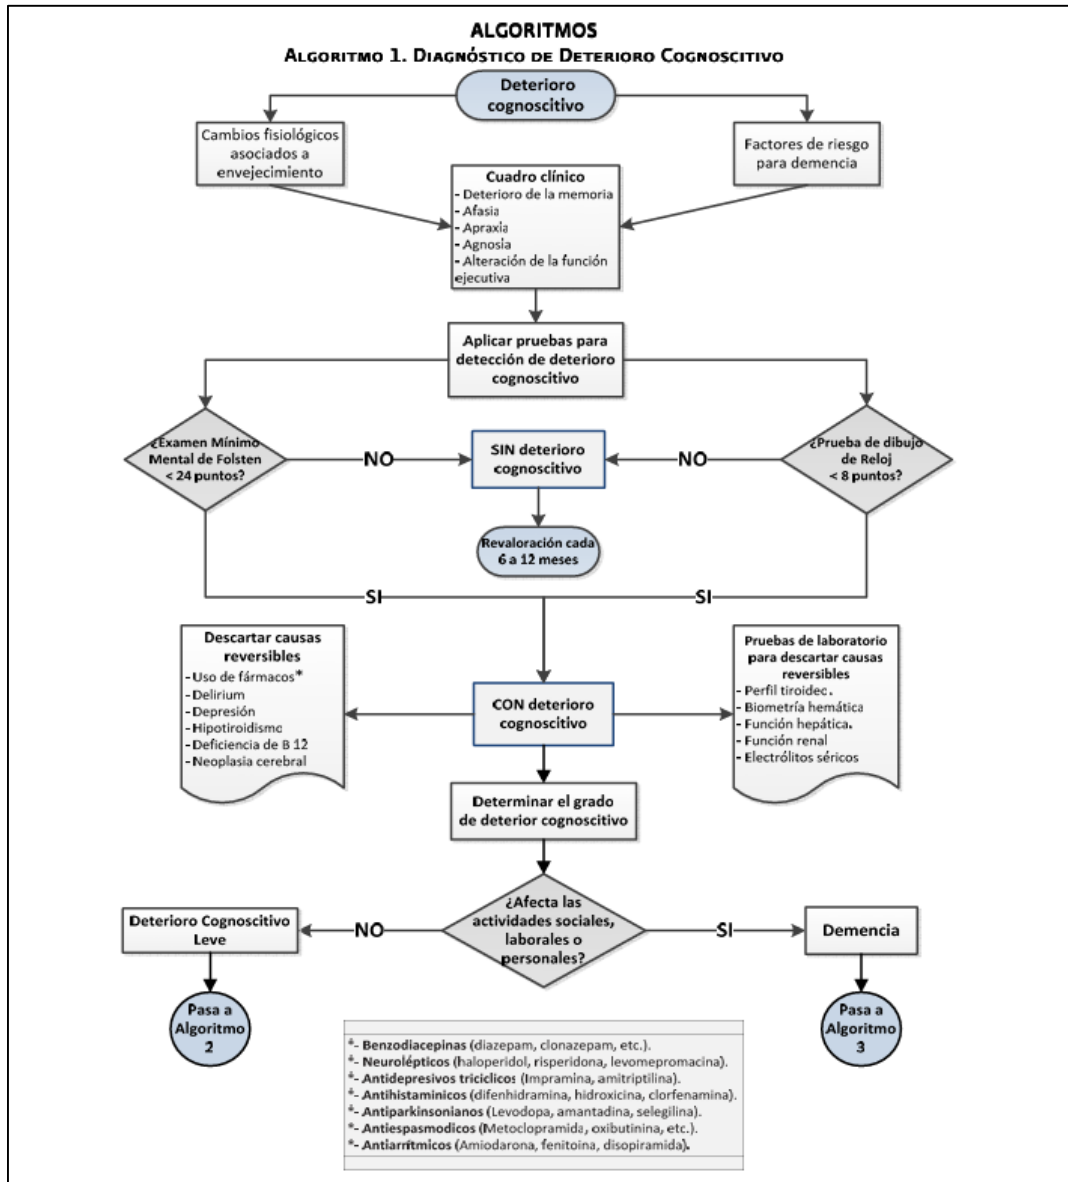 ALGORITMOS
ALGORITMO 1. DIAGNÓSTICO DE DETERIORO COGNOSCITIVO
Deterioro
cognoscitivo
Cambios fisiológicos
asociados a
envejecimiento
Factores de riesgo
para demencia
Cuadro clínico
- Deterioro de la memoria
- Afasia
- Apraxia
- Agnosia
- Alteración de la función
ejecutiva
Aplicar pruebas para
detección de deterioro
cognoscitivo
¿Examen Mínimo
Mental de Folsten
< 24 puntos?
NO
SIN deterioro
cognoscitivo
NO
¿Prueba de dibujo
de Reloj
< 8 puntos?
Revaloración cada
6 a 12 meses
SI
SI
Descartar causas
reversibles
- Uso de fármacos*
- Delirium
- Depresión
- Hipotiroidismo
- Deficiencia de B 12
- Neoplasia cerebral
CON deterioro
cognoscitivo
Pruebas de laboratorio
para descartar causas
reversibles
- Perfil tiroideo.
- Biometría hemática
- Función hepática.
- Función renal
- Electrólitos séricos
Determinar el grado
de deterior cognoscitivo
¿Afecta las
actividades sociales,
laborales o
personales?
NO
Deterioro Cognoscitivo
Leve
SI
Demencia
Pasa a
Algoritmo
2
Pasa a
Algoritmo
3
*- Benzodiacepinas (diazepam, clonazepam, etc.).
*- Neurolépticos (haloperidol, risperidona, levomepromacina).
*- Antidepresivos triciclicos (Impramina, amitriptilina).
*- Antihistaminicos (difenhidramina, hidroxicina, clorfenamina).
*- Antiparkinsonianos (Levodopa, amantadina, selegilina).
*- Antiespasmodicos (Metoclopramida, oxibutinina, etc.).
*- Antiarrítmicos (Amiodarona, fenitoina, disopiramida).